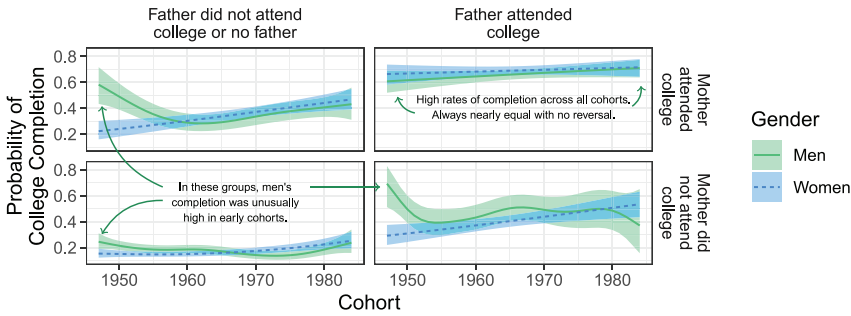 Father did not attend
college or no father
Father attended
college
Probability of
College Completion
0.8
0.6
0.4
0.2
High rates of completion across all cohorts.
Always nearly equal with no reversal.
Mother
attended
college
0.8
0.6
0.4
0.2
In these groups, men's
completion was unusually
high in early cohorts.
Mother did
not attend
college
1950
1960
1970
1980
1950
1960
1970
1980
Cohort
Gender
Men
Women